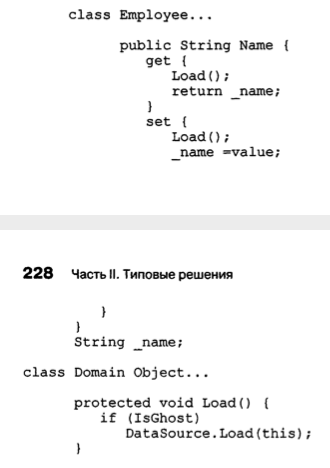 class Employee...
public String Name {
get {
Load();
return _name;
}
set {
Load();
_name =value;
228 Часть II. Типовые решения
}
}
String _name;
class Domain Object...
protected void Load() {
if (IsGhost)
DataSource.Load(this);
}